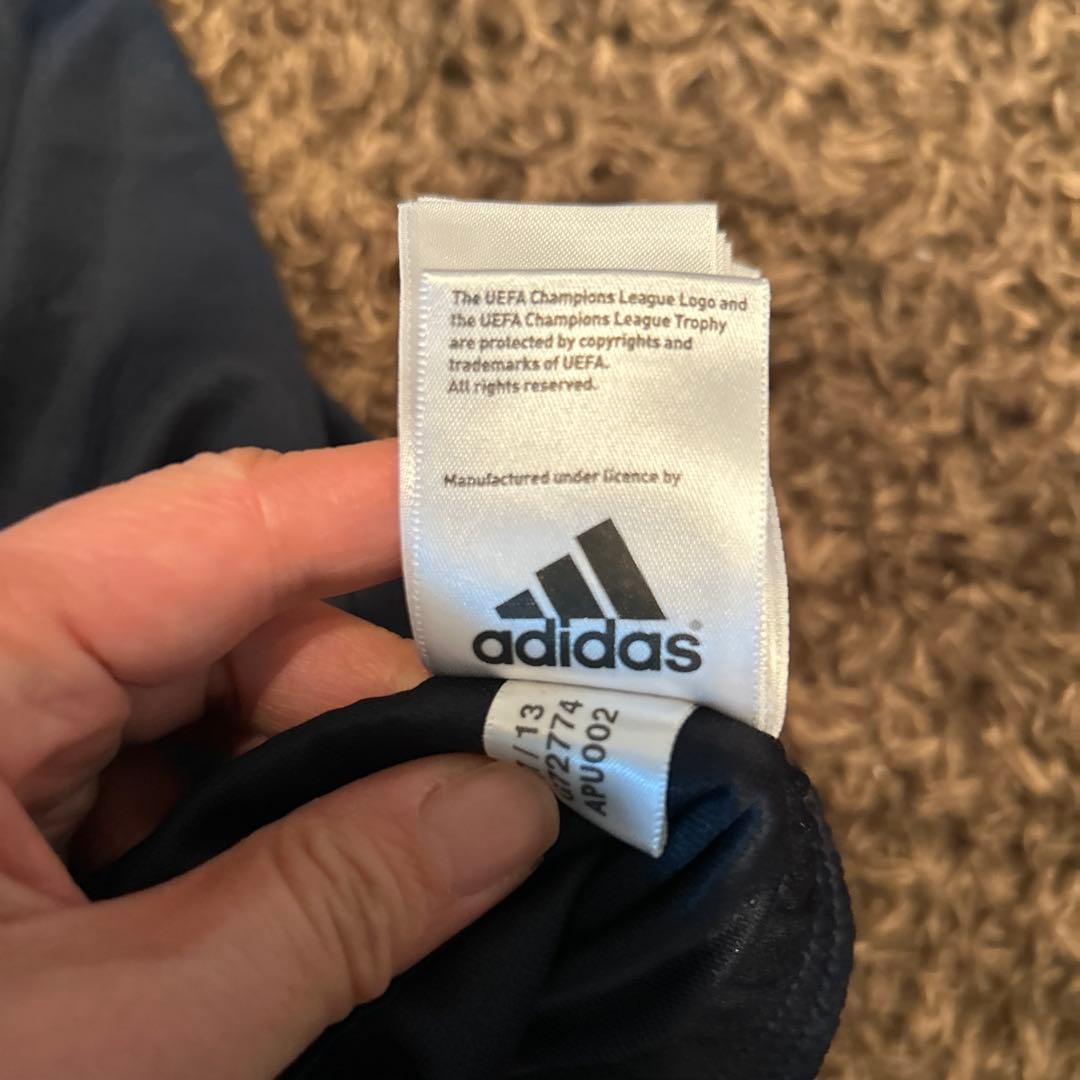 The UEFA Champions League Logo and
the UEFA Champions League Trophy
are protected by copyrights and
trademarks of UEFA.
All rights reserved.
Manufactured under licence by
adidas®
/ 13
G72774
APU002